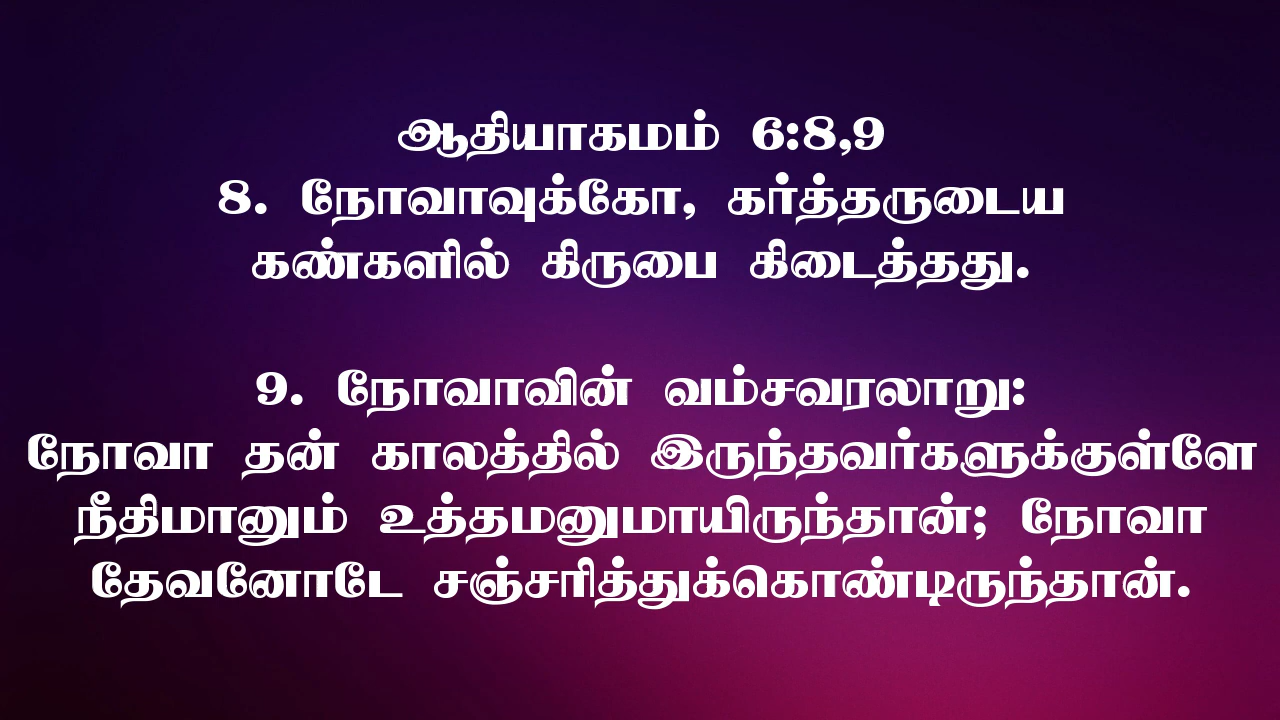 ஆதியாகமம் 6:8,9
8. நோவாவுக்கோ, கர்த்தருடைய
கண்களில் கிருபை கிடைத்தது.
9. நோவாவின் வம்சவரலாறு:
நோவா தன் காலத்தில் இருந்தவர்களுக்குள்ளே
நீதிமானும் உத்தமனுமாயிருந்தான்; நோவா
தேவனோடே சஞ்சரித்துக்கொண்டிருந்தான்.